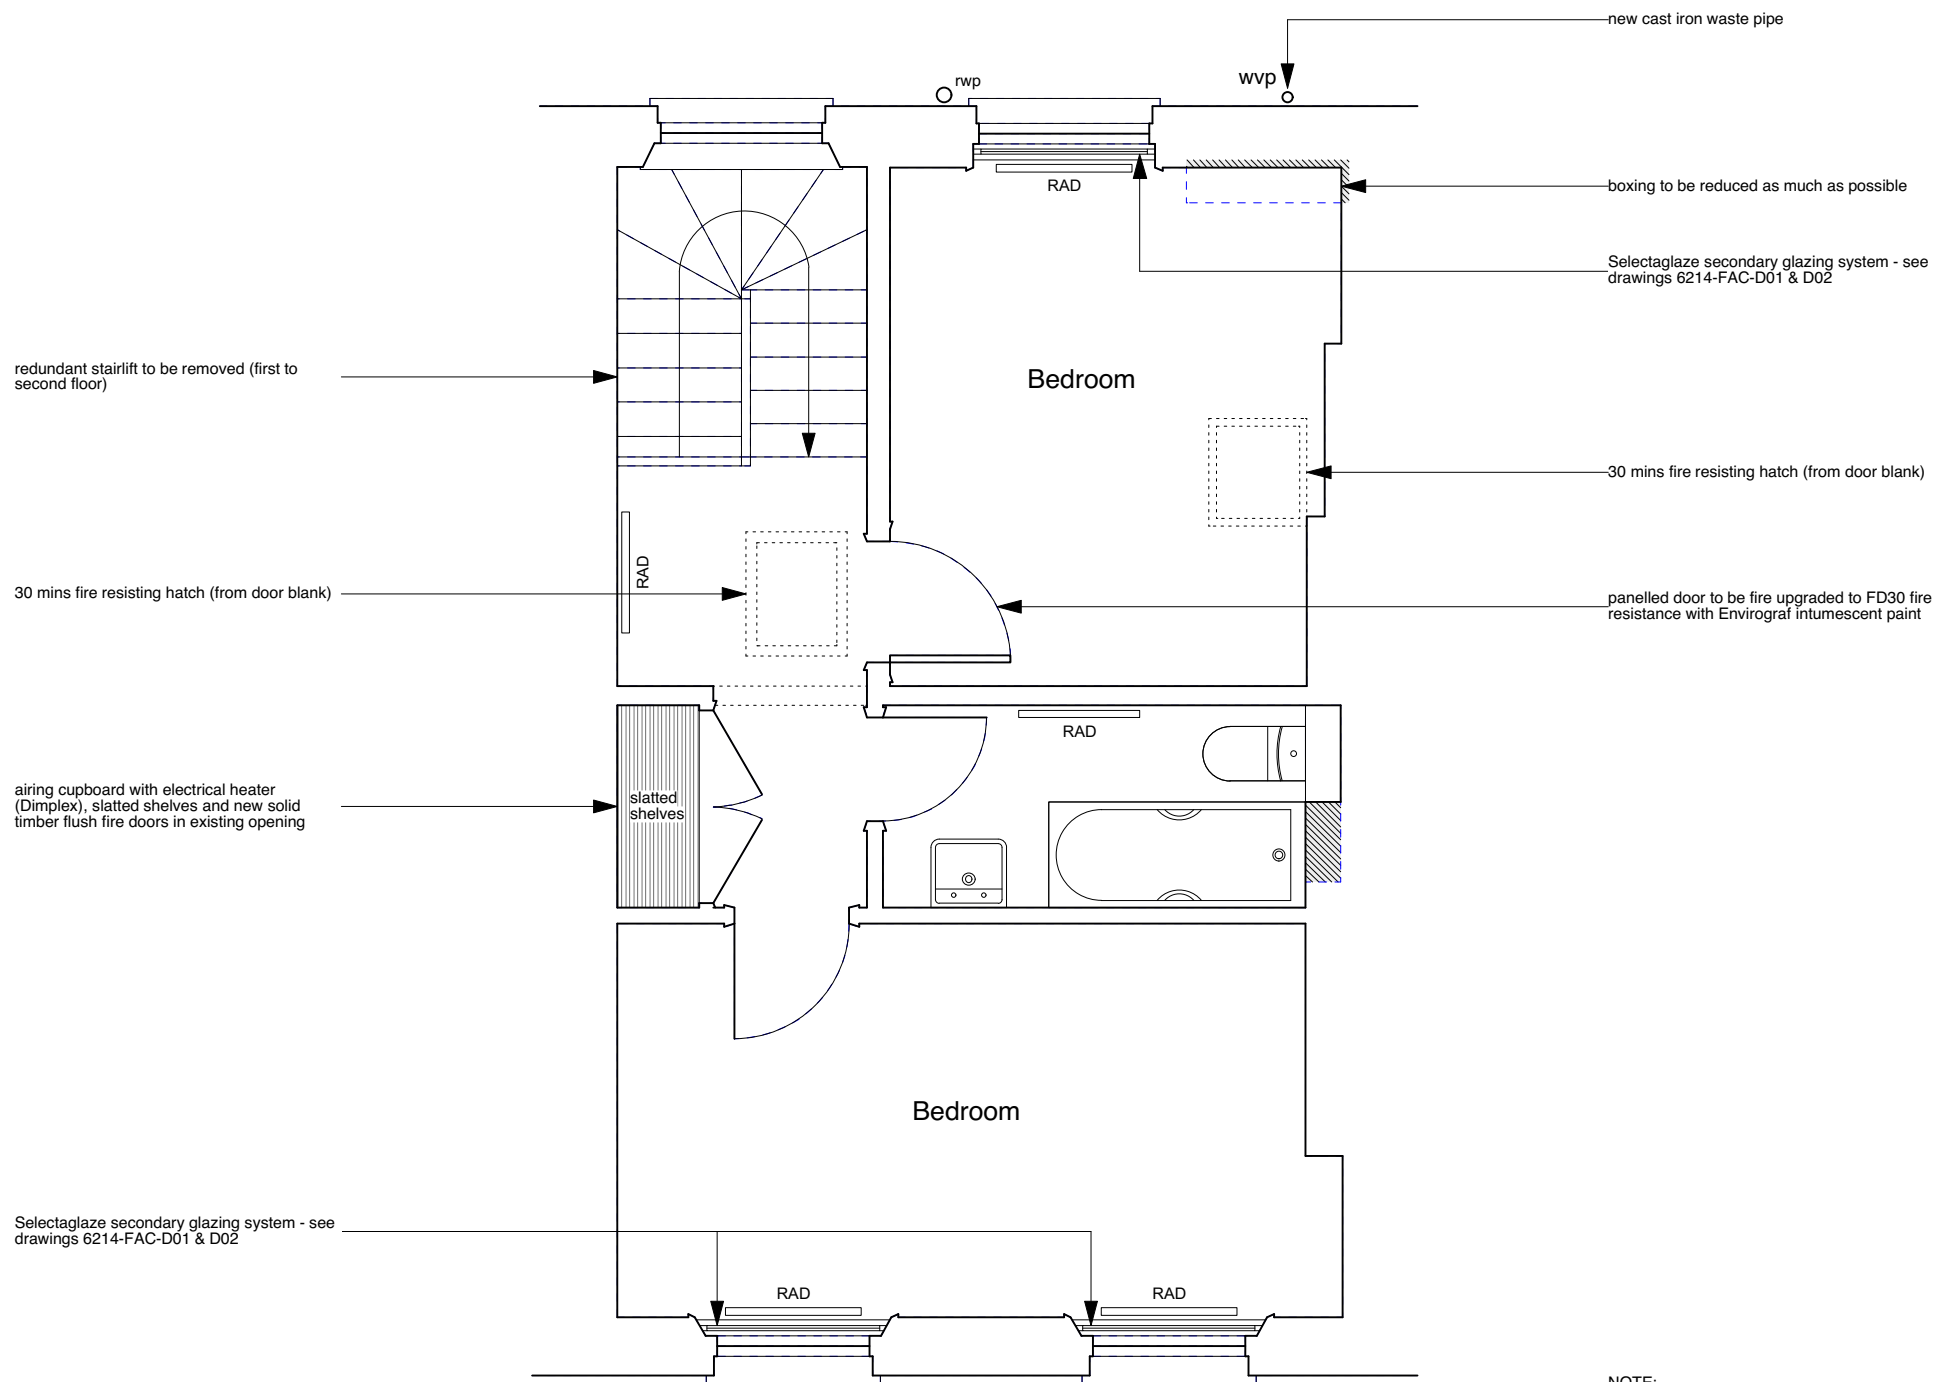 new cast iron waste pipe
rwp
wvp
RAD
boxing to be reduced as much as possible
Selectaglaze secondary glazing system - see
drawings 6214-FAC-D01 & D02
redundant stairlift to be removed (first to
second floor)
Bedroom
30 mins fire resisting hatch (from door blank)
RAD
30 mins fire resisting hatch (from door blank)
panelled door to be fire upgraded to FD30 fire
resistance with Envirograf intumescent paint
RAD
airing cupboard with electrical heater
(Dimplex), slatted shelves and new solid
timber flush fire doors in existing opening
slatted
shelves
Bedroom
Selectaglaze secondary glazing system - see
drawings 6214-FAC-D01 & D02
RAD
RAD
NOTE: